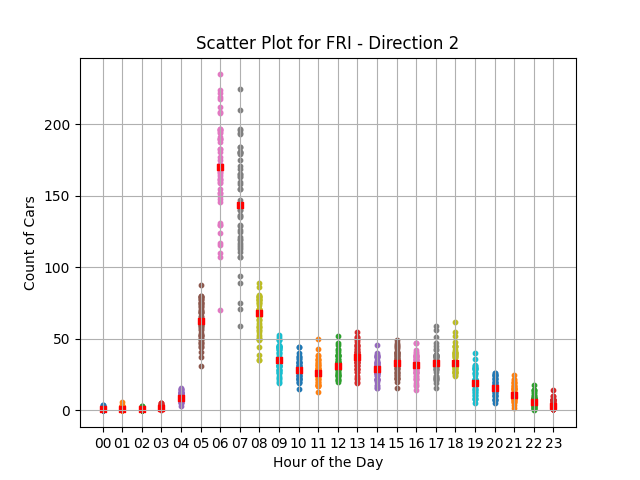 Scatter Plot for FRI - Direction 2
Count of Cars
200
150
100
50
0
00 01 02 03 04 05 06 07 08 09 10 11 12 13 14 15 16 17 18 19 20 21 22 23
Hour of the Day